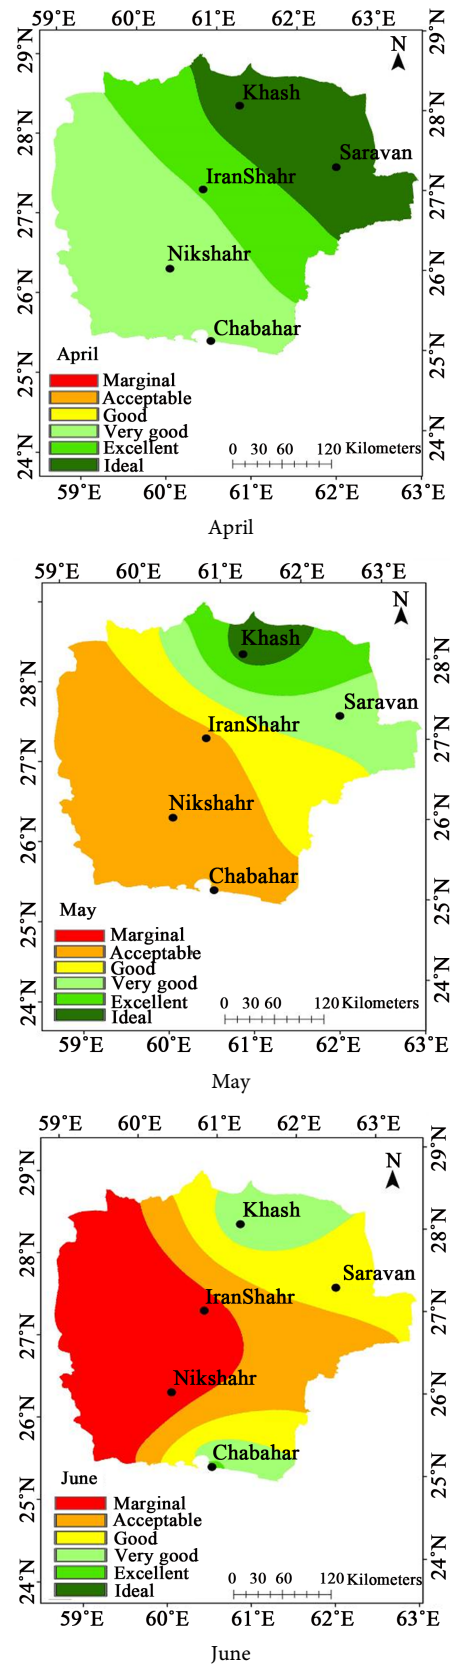 59°E 60°E 61°E 62°E 63°E
29°N
29°N
N
Khash
28°N
28°N
Saravan
IranShahr
27°N
27°N
Nikshahr
26°N
26°N
Chabahar
25°N
25°N
April
Marginal
Acceptable
Good
Very good
Excellent
Ideal
24°N
24°N
0 30 60 120 Kilometers
59°E 60°E 61°E 62°E 63°E
April
59°E 60°E 61°E 62°E 63°E
N
Khash
28°N
28°N
Saravan
IranShahr
27°N
27°N
Nikshahr
26°N
26°N
Chabahar
25°N
25°N
May
Marginal
Acceptable
Good
Very good
Excellent
Ideal
24°N
24°N
0 30 60 120 Kilometers
59°E 60°E 61°E 62°E 63°E
May
59°E 60°E 61°E 62°E 63°E
29°N
29°N
N
Khash
28°N
28°N
Saravan
IranShahr
27°N
27°N
Nikshahr
26°N
26°N
Chabahar
25°N
25°N
June
Marginal
Acceptable
Good
Very good
Excellent
Ideal
24°N
24°N
0 30 60 120 Kilometers
59°E 60°E 61°E 62°E 63°E
June